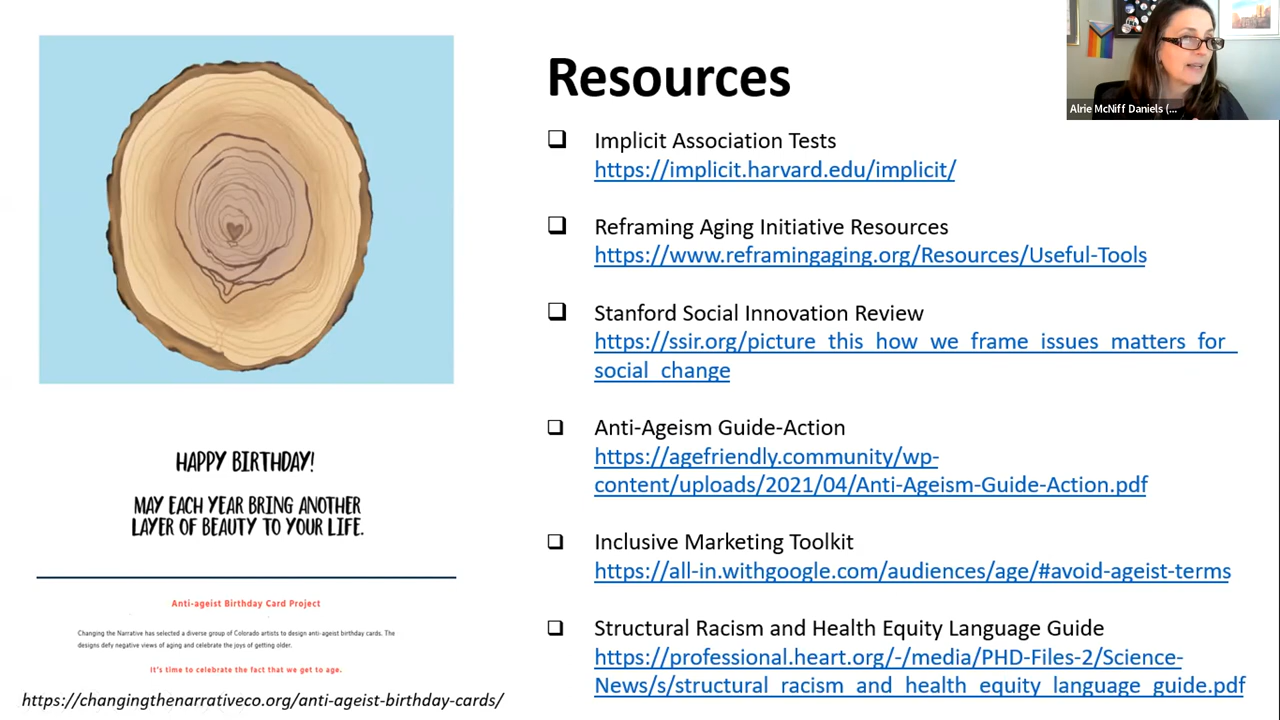 Resources
Implicit Association Tests
https://implicit.harvard.edu/implicit/
Reframing Aging Initiative Resources
https://www.reframingaging.org/Resources/Useful-Tools
Stanford Social Innovation Review
https://ssir.org/picture_this_how_we_frame_issues_matters_for_
social_change
Anti-Ageism Guide-Action
https://agefriendly.community/wp-
content/uploads/2021/04/Anti-Ageism-Guide-Action.pdf
Inclusive Marketing Toolkit
https://all-in.withgoogle.com/audiences/age/#avoid-ageist-terms
Structural Racism and Health Equity Language Guide
https://professional.heart.org/-/media/PHD-Files-2/Science-
News/s/structural_racism_and_health_equity_language_guide.pdf
HAPPY BIRTHDAY!
MAY EACH YEAR BRING ANOTHER
LAYER OF BEAUTY TO YOUR LIFE.
Anti-ageist Birthday Card Project
Changing the Narrative has selected a diverse group of Colorado artists to design anti-ageist birthday cards. The
designs defy negative views of aging and celebrate the joys of getting older.
It's time to celebrate the fact that we get to age.
https://changingthenarrativeco.org/anti-ageist-birthday-cards/
Alrie McNiff Daniels (...